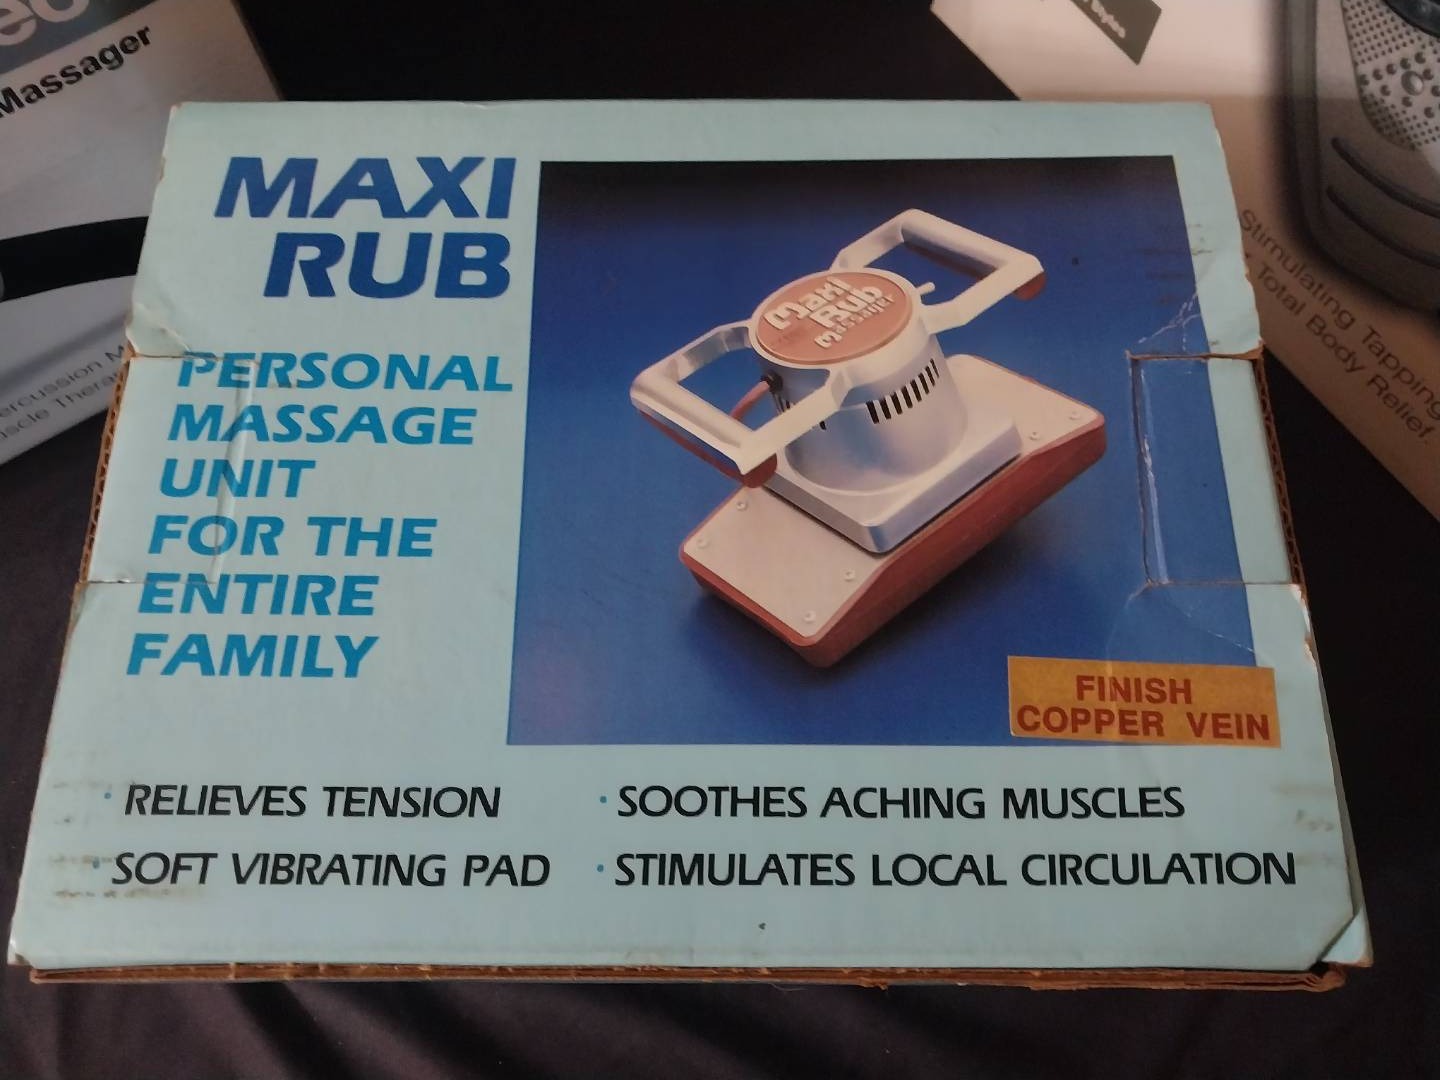 Massager
MAXI
RUB
PERSONAL
MASSAGE
UNIT
FOR THE
ENTIRE
FAMILY
Maxi
Rub
massager
FINISH
COPPER VEIN
· RELIEVES TENSION
· SOOTHES ACHING MUSCLES
· SOFT VIBRATING PAD
· STIMULATES LOCAL CIRCULATION
Stimulating Tapping
Total Body Relief.